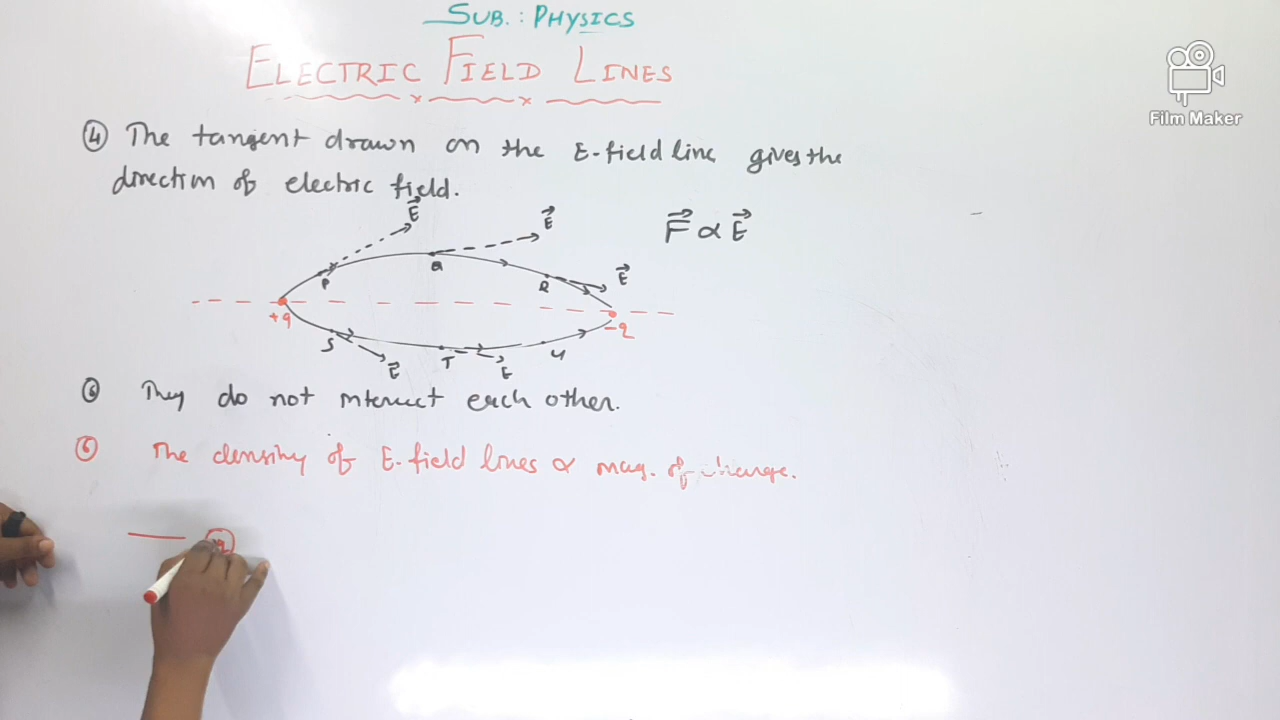 SUB. : PHYSICS
ELECTRIC FIELD LINES
④ The tangent drawn on the E-field line gives the
direction of electric field.
E⃗
E⃗
F⃗ ∝ E⃗
P
Q
R
E⃗
+q
-q
S
E⃗
T
E
U
They do not intersect each other.
⑥ The density of E.field lines ∝ mag. of charge.
Film Maker